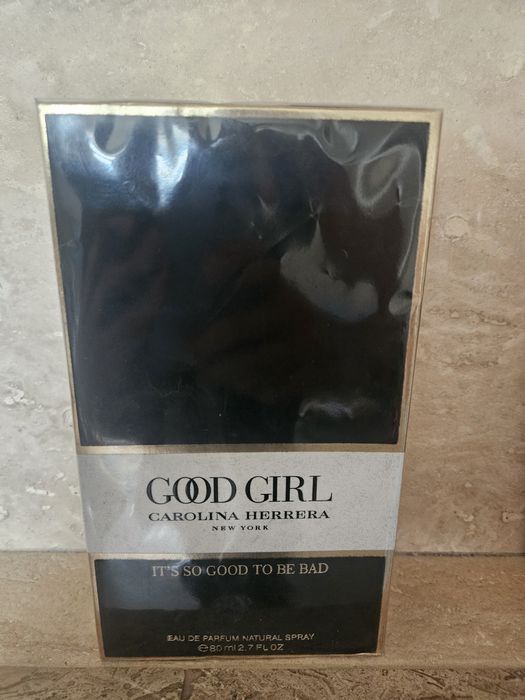 GOOD GIRL
CAROLINA HERRERA
NEW YORK
IT'S SO GOOD TO BE BAD
EAU DE PARFUM NATURAL SPRAY
℮80 ml 2.7 FL OZ